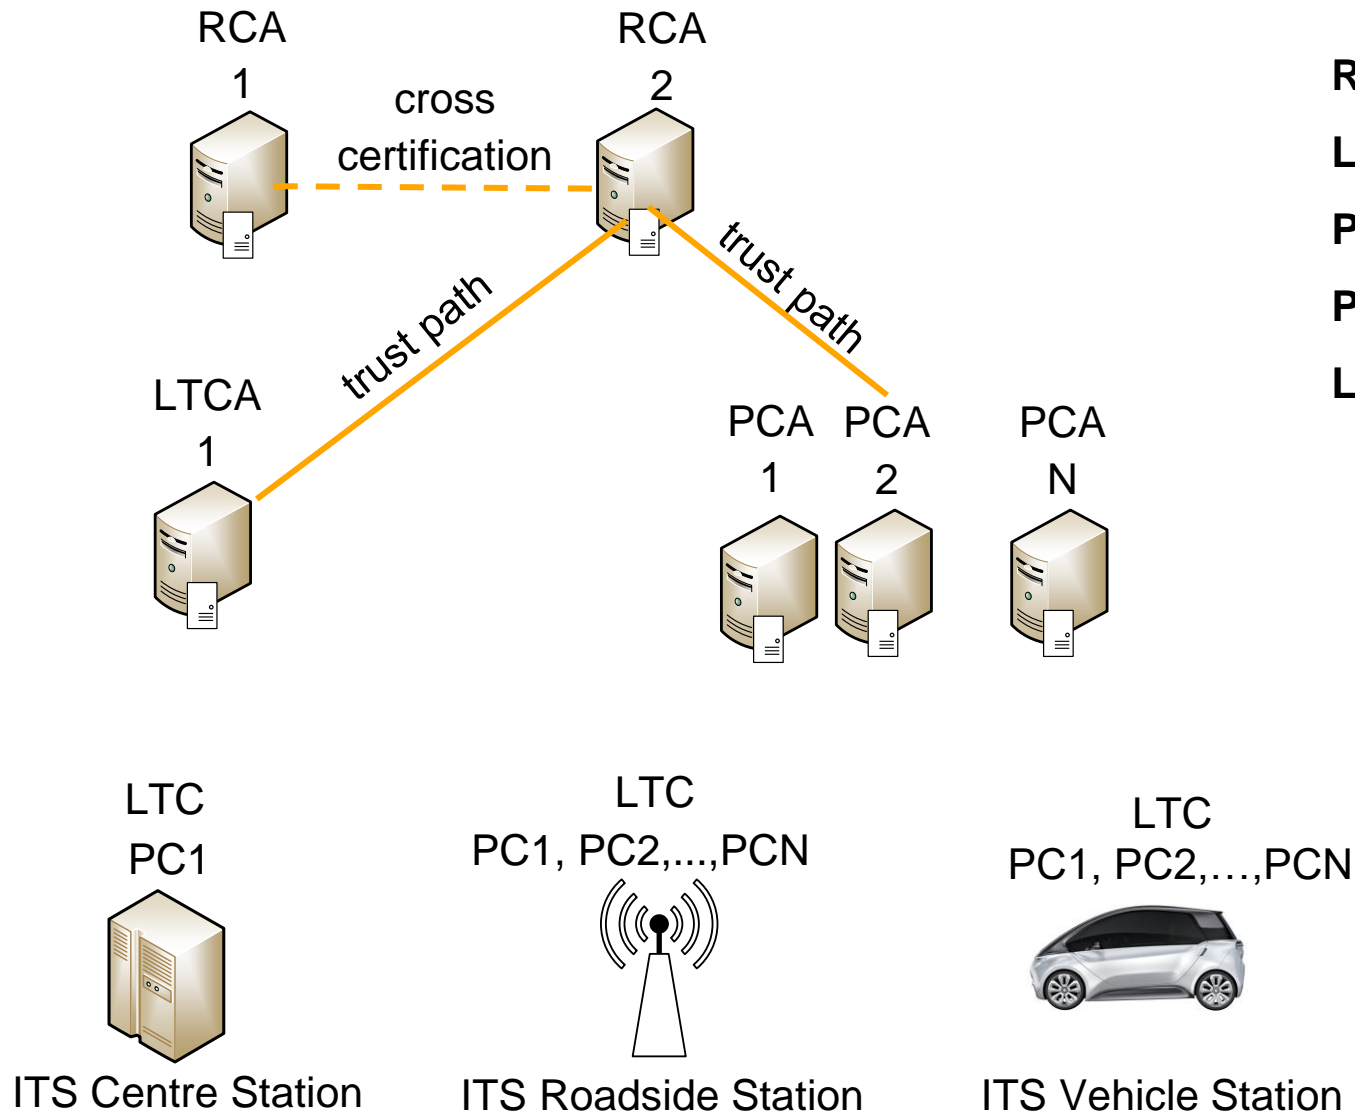 RCA
1
RCA
2
cross
certification
trust path
trust path
LTCA
1
PCA
1
PCA
2
PCA
N
R
L
P
P
L
LTC
PC1
ITS Centre Station
LTC
PC1, PC2,...,PCN
ITS Roadside Station
LTC
PC1, PC2,…,PCN
ITS Vehicle Station